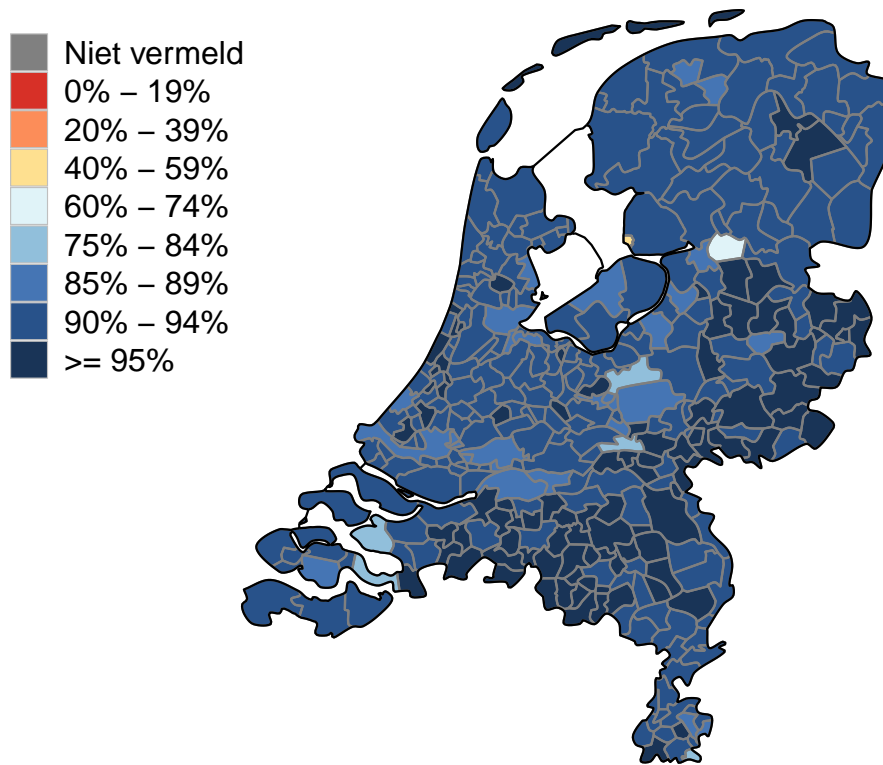 Niet vermeld
0% − 19%
20% − 39%
40% − 59%
60% − 74%
75% − 84%
85% − 89%
90% − 94%
>= 95%